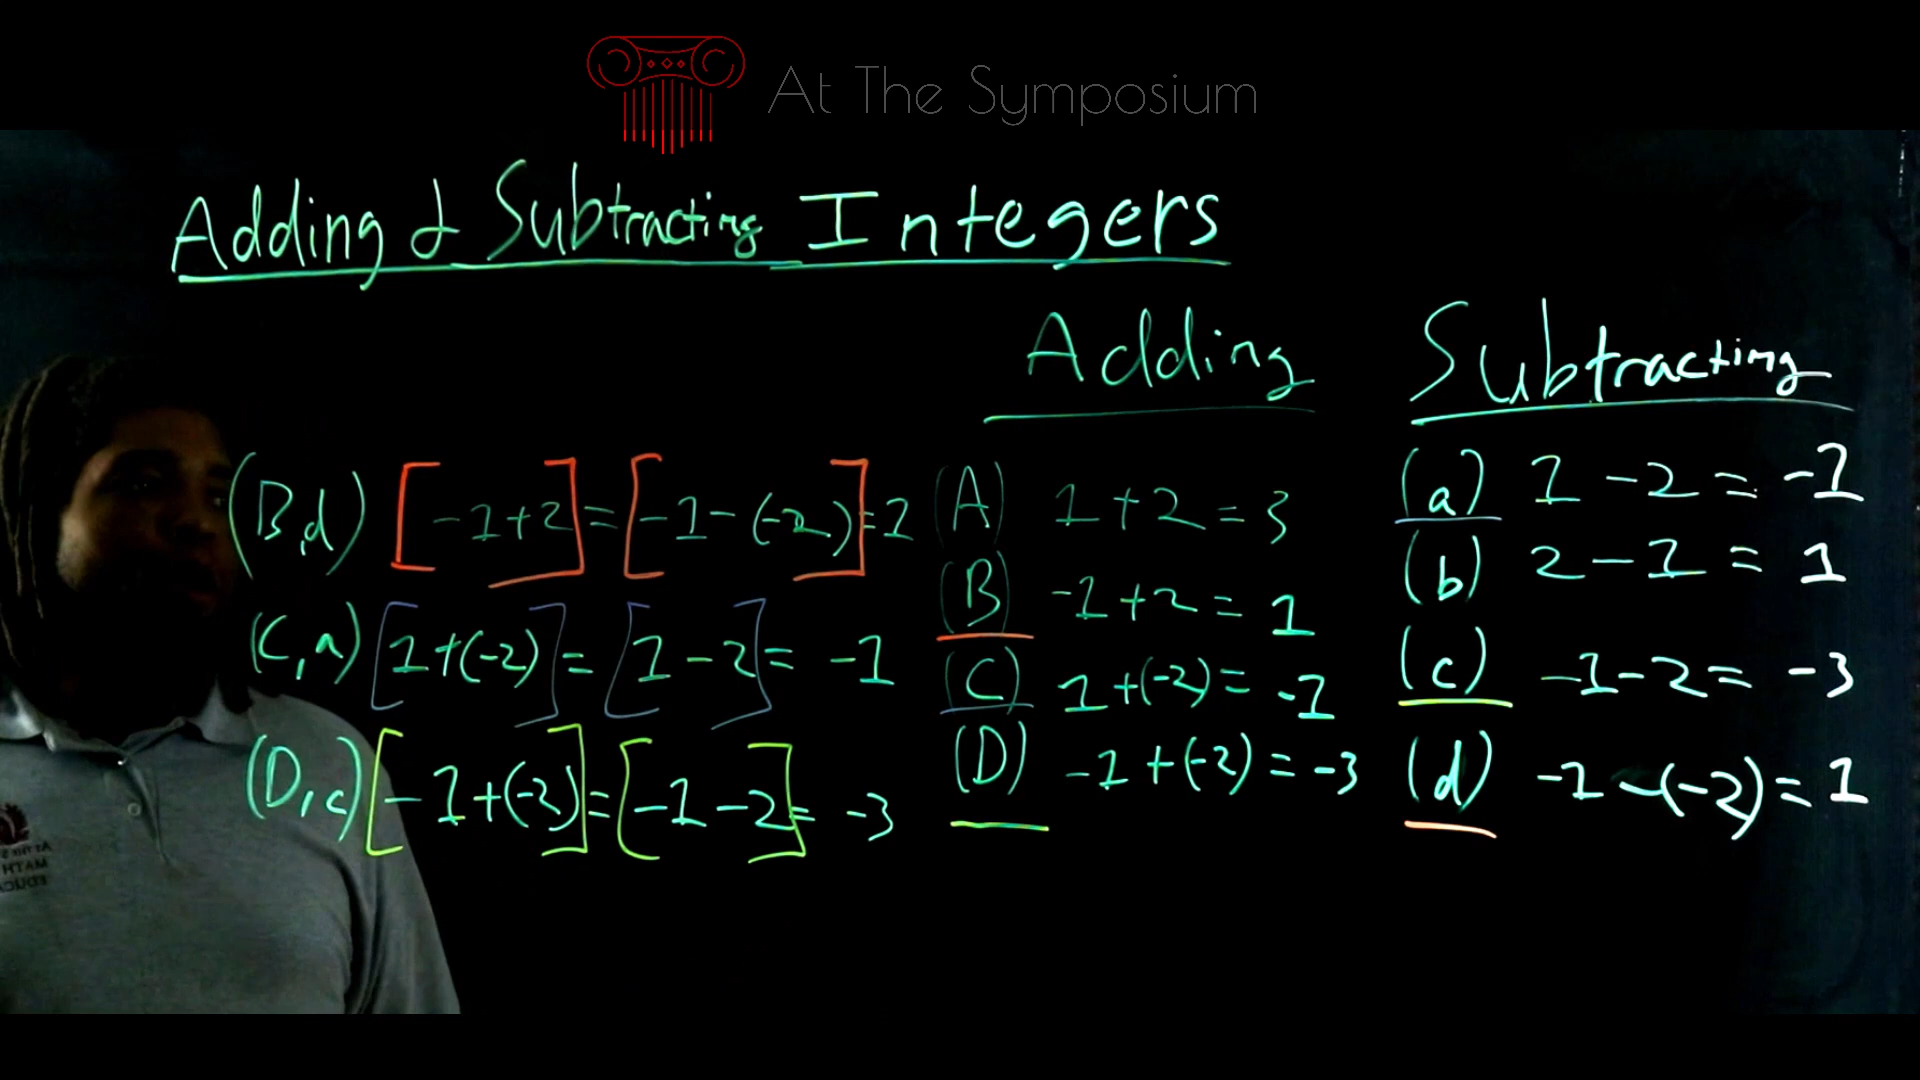 At The Symposium
Adding & Subtracting Integers
Adding
Subtracting
(B,d) [-1+2] = [-1-(-2)] = 1
(C,a) [1+(-2)] = [1-2] = -1
(D,c) [-1+(-2)] = [-1-2] = -3
(A) 1+2=3
(B) -1+2=1
(C) 1+(-2)=-1
(D) -1+(-2)=-3
(a) 1-2=-1
(b) 2-1=1
(c) -1-2=-3
(d) -1-(-2)=1
MATH